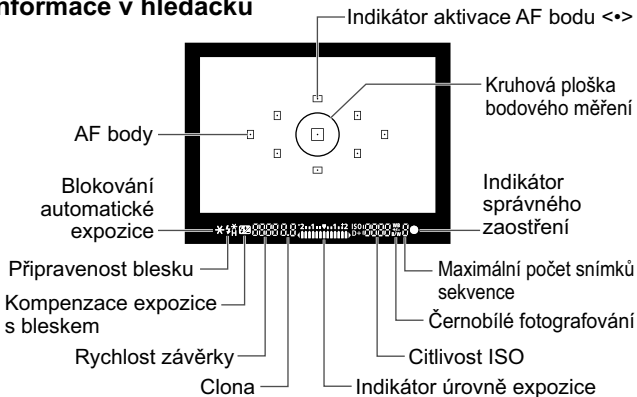 nformace v hledáčku
Indikátor aktivace AF bodu <•>
Kruhová ploška
bodového měření
AF body
Blokování
automatické
expozice
Indikátor
správného
zaostření
Připravenost blesku
Maximální počet snímků
sekvence
Kompenzace expozice
s bleskem
Černobílé fotografování
Rychlost závěrky
Citlivost ISO
Clona
Indikátor úrovně expozice